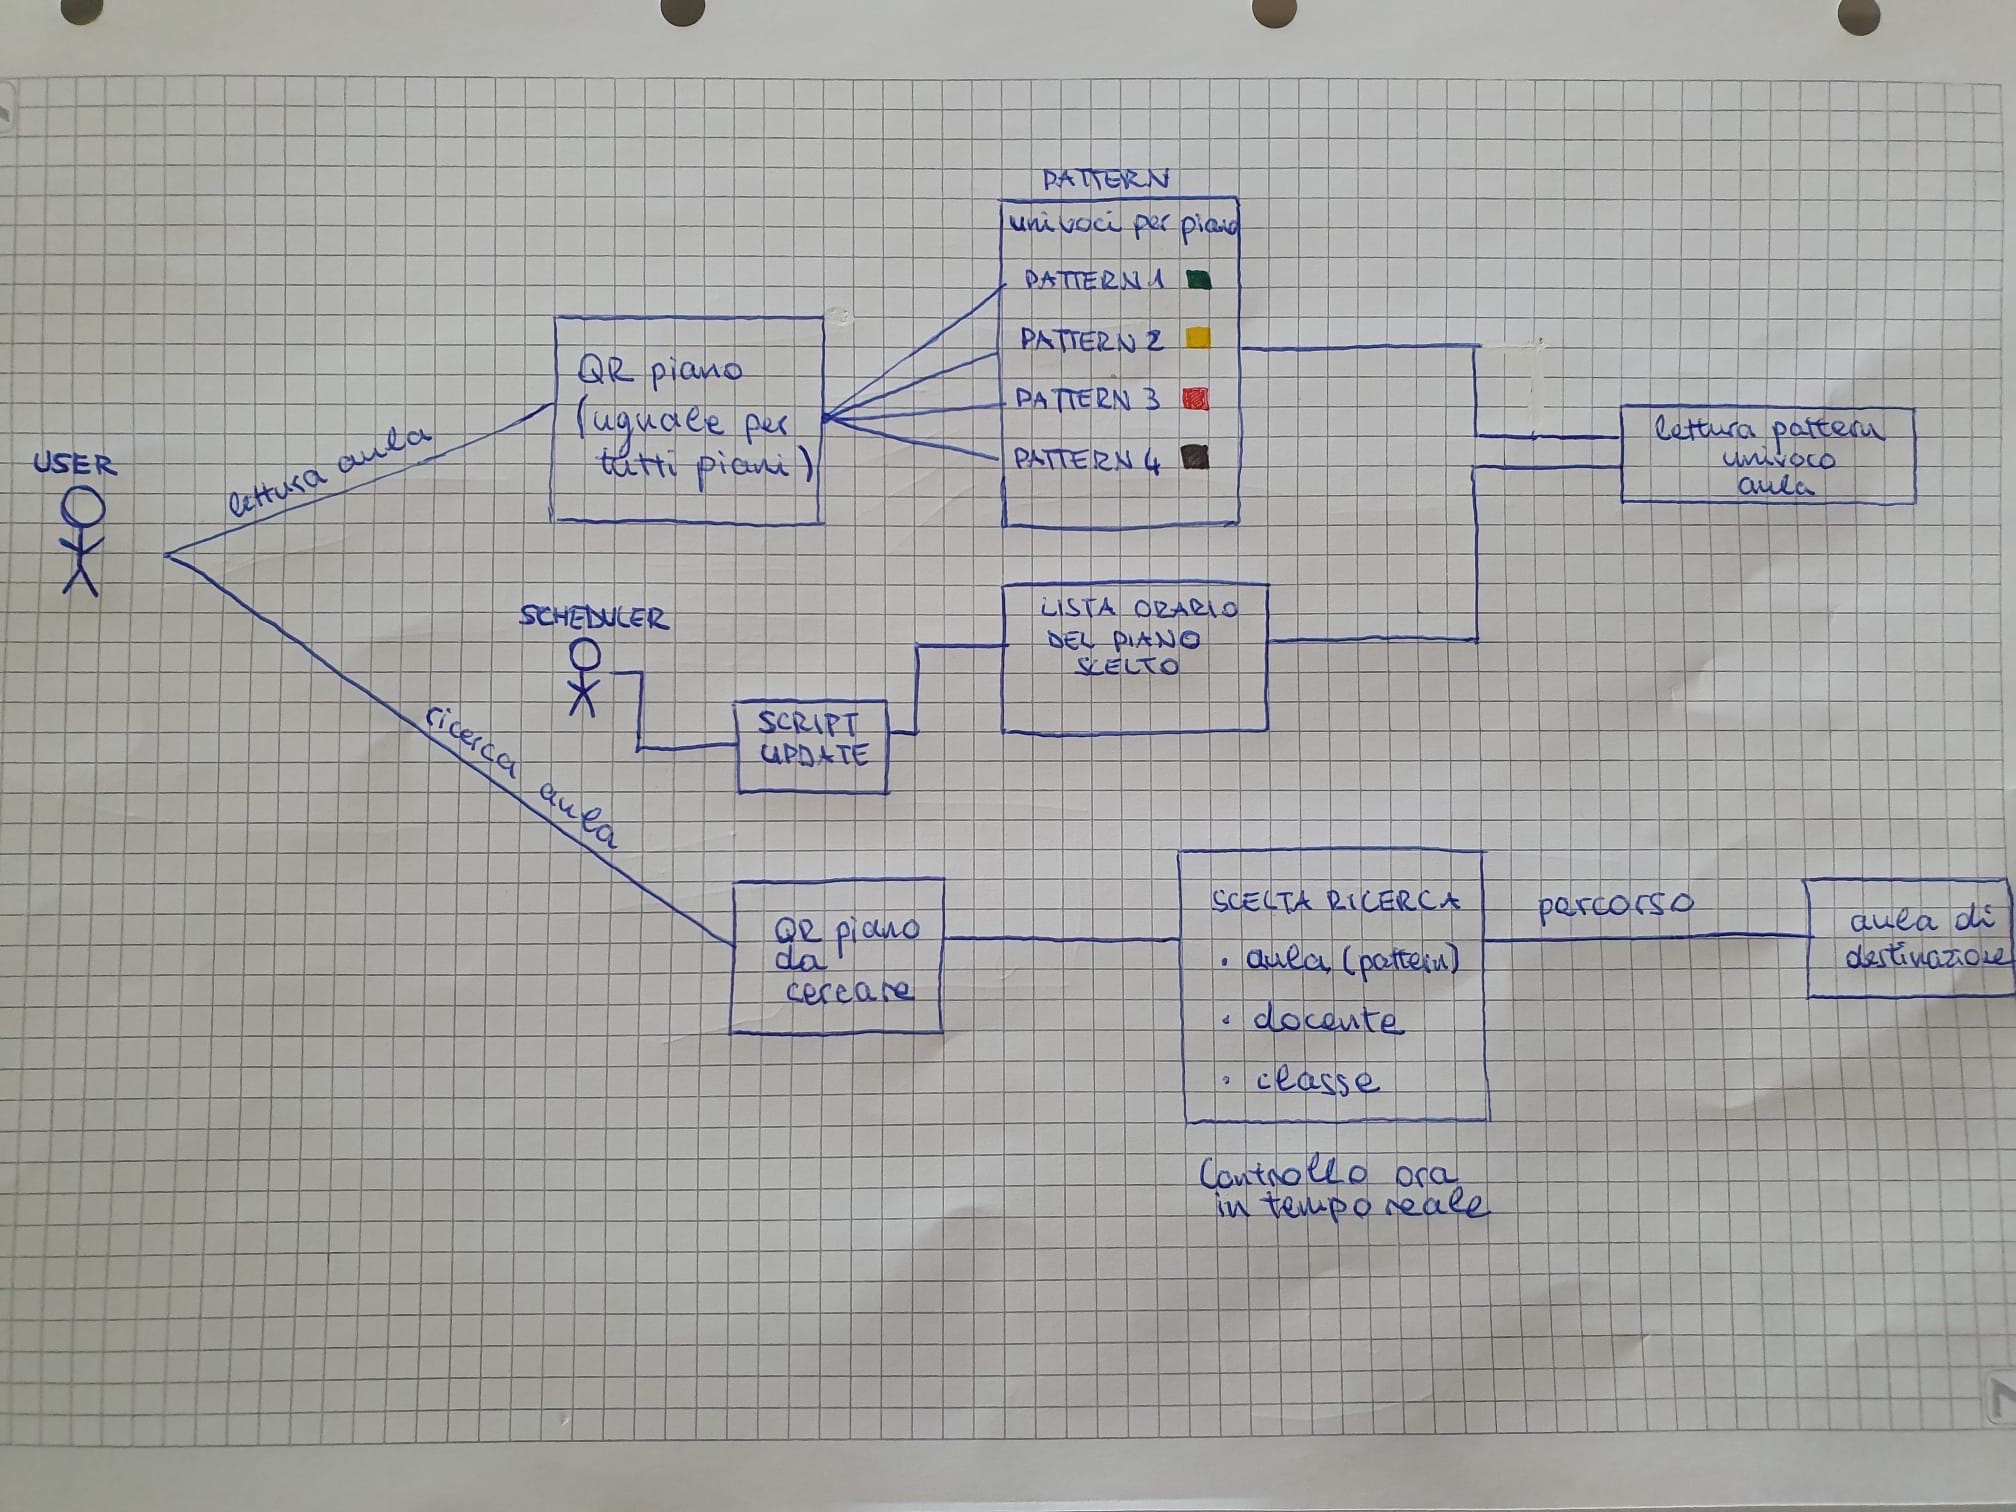 PATTERN
univoci per piano
PATTERN 1
PATTERN 2
PATTERN 3
PATTERN 4
QR piano
(uguale per
tutti piani)
lettura pattern
univoco
aula
USER
lettura aula
SCHEDULER
SCRIPT
UPDATE
LISTA ORARIO
DEL PIANO
SCELTO
ricerca aula
QR piano
da
cercare
SCELTA RICERCA
• aula (pattern)
• docente
• classe
percorso
aula di
destinazione
Controllo ora
in tempo reale